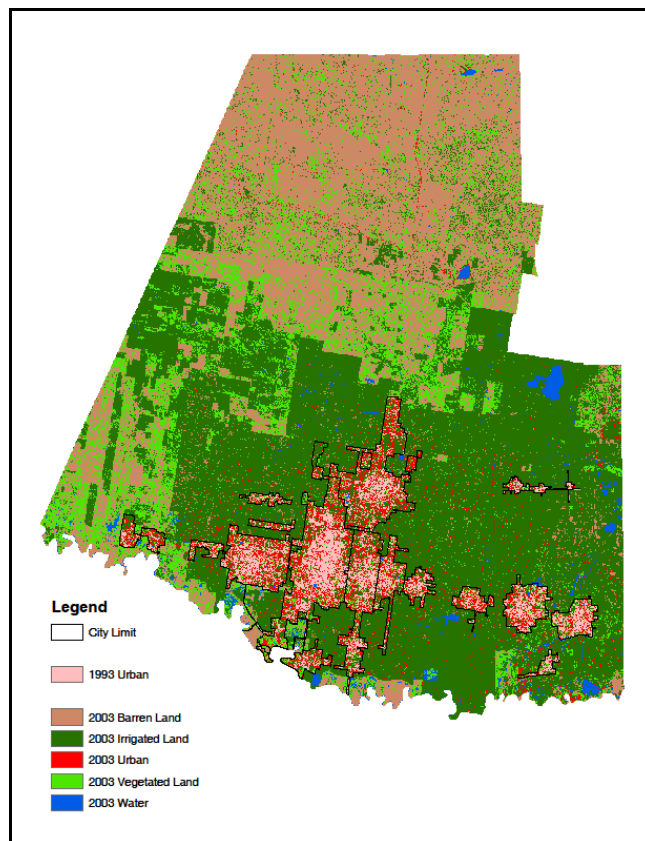 Legend
City Limit
1993 Urban
2003 Barren Land
2003 Irrigated Land
2003 Urban
2003 Vegetated Land
2003 Water